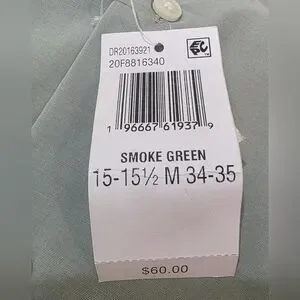 DR20163921
20F8816340
1 96667 61937 9
SMOKE GREEN
15-15½ M 34-35
$60.00